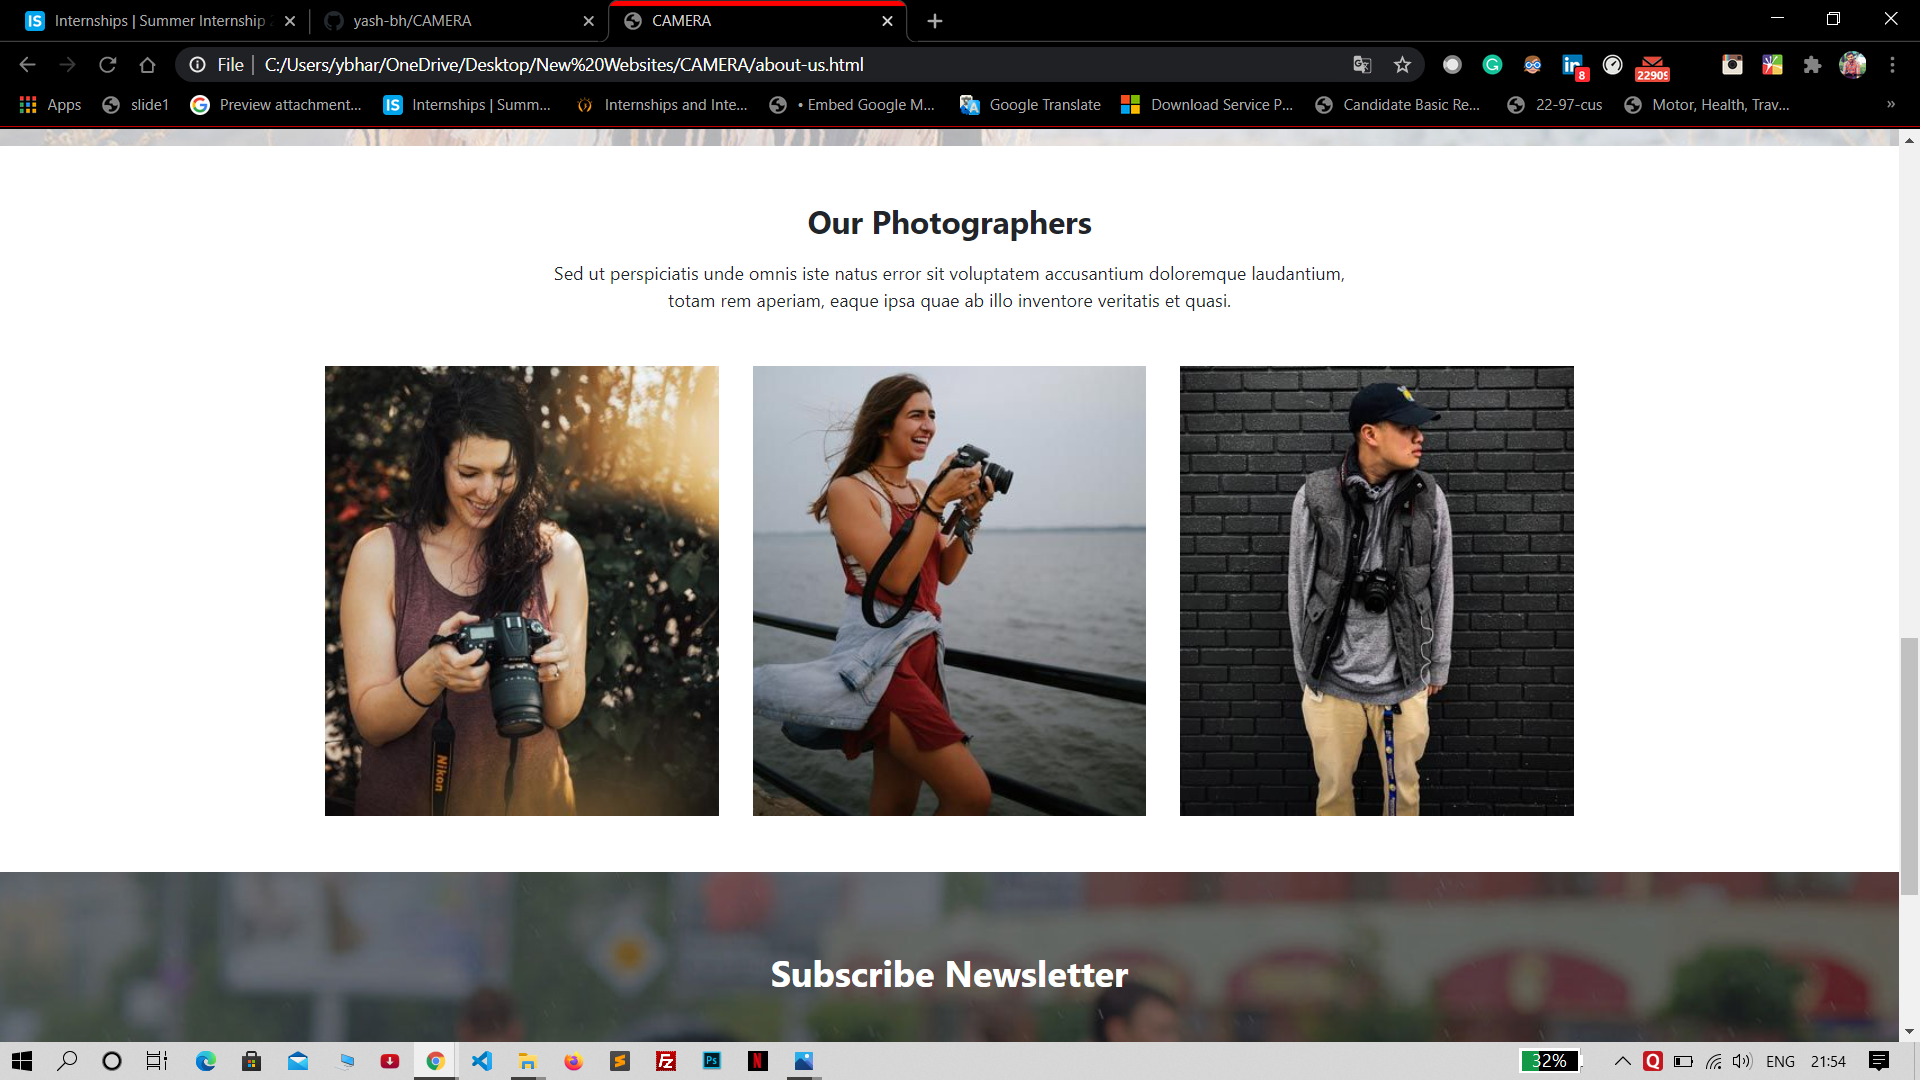 Internships | Summer Internship
yash-bh/CAMERA
CAMERA
File
C:/Users/ybhar/OneDrive/Desktop/New%20Websites/CAMERA/about-us.html
8
22909
Apps
slide1
Preview attachment...
IS
Internships | Summ...
Internships and Inte...
• Embed Google M...
Google Translate
Download Service P...
Candidate Basic Re...
22-97-cus
Motor, Health, Trav...
»
Our Photographers
Sed ut perspiciatis unde omnis iste natus error sit voluptatem accusantium doloremque laudantium,
totam rem aperiam, eaque ipsa quae ab illo inventore veritatis et quasi.
Nikon
Subscribe Newsletter
32%
ENG
21:54